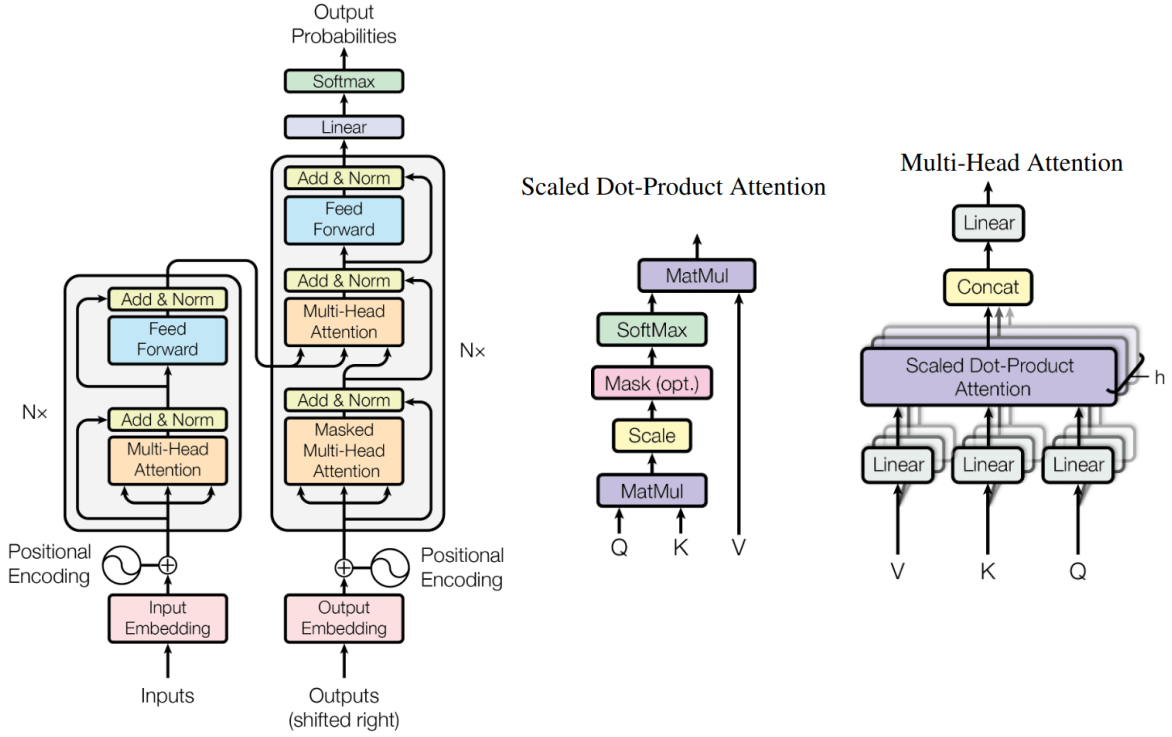 Output
Probabilities
Softmax
Linear
Add & Norm
Feed
Forward
Add & Norm
Multi-Head
Attention
Add & Norm
Masked
Multi-Head
Attention
N×
Add & Norm
Feed
Forward
Add & Norm
Multi-Head
Attention
N×
Positional
Encoding
Positional
Encoding
Input
Embedding
Output
Embedding
Inputs
Outputs
(shifted right)
Scaled Dot-Product Attention
MatMul
SoftMax
Mask (opt.)
Scale
MatMul
Q K V
Multi-Head Attention
Linear
Concat
Scaled Dot-Product
Attention
h
Linear Linear Linear
V K Q